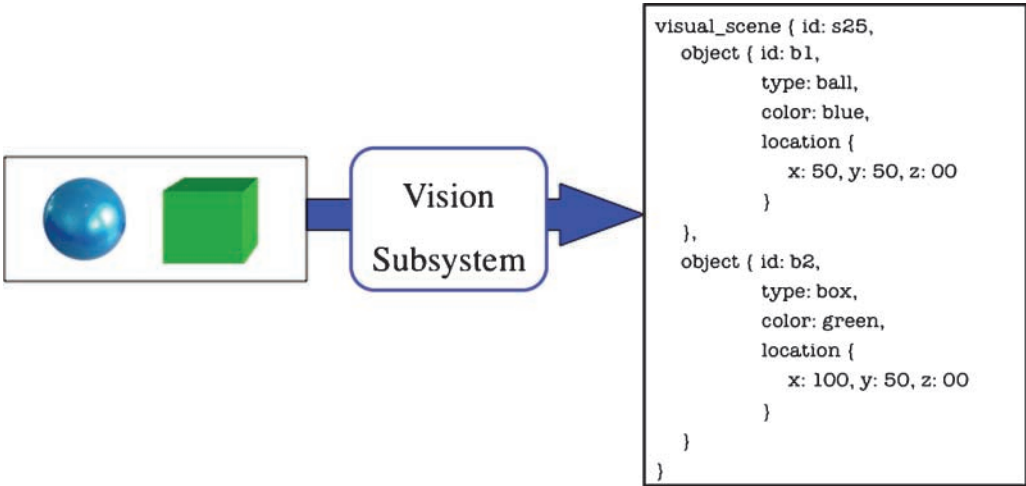 Vision
Subsystem
visual_scene { id: s25,
object { id: b1,
type: ball,
color: blue,
location {
x: 50, y: 50, z: 00
}
},
object { id: b2,
type: box,
color: green,
location {
x: 100, y: 50, z: 00
}
}
}